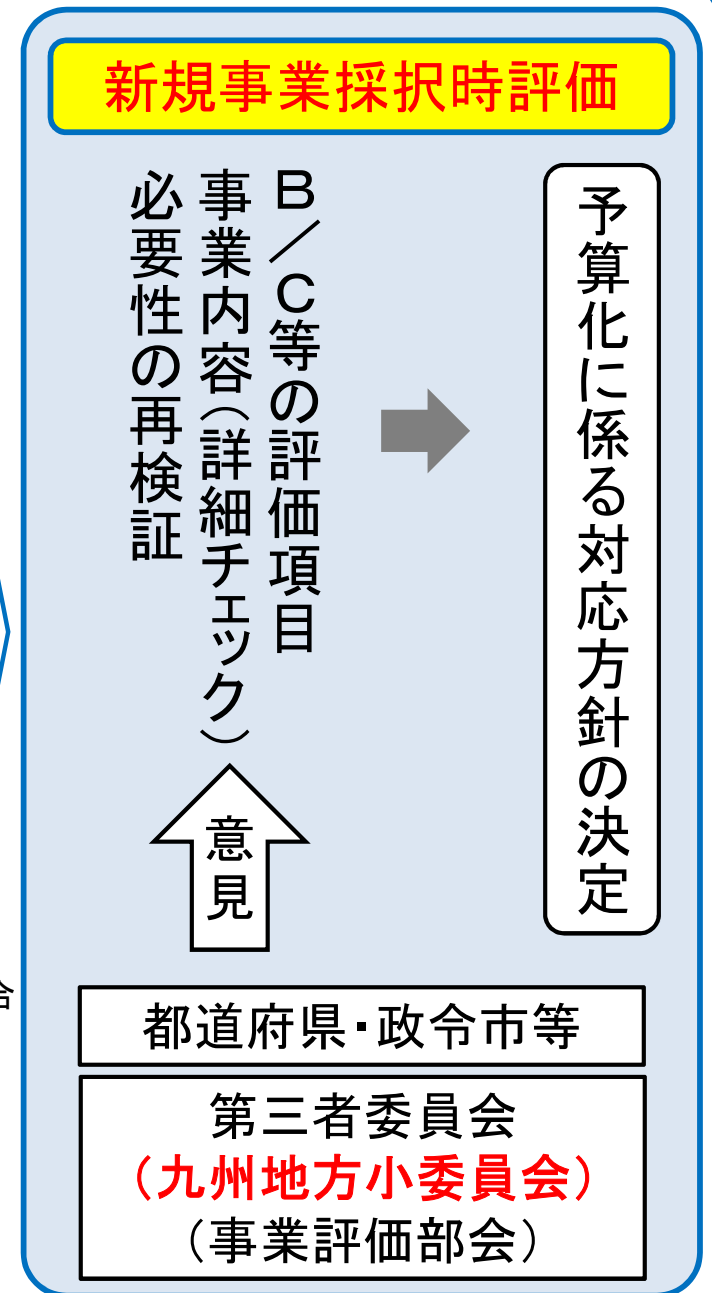 新規事業採択時評価
B／C等の評価項目
事業内容（詳細チェック）
必要性の再検証
予算化に係る対応方針の決定
意見
合
都道府県・政令市等
第三者委員会
（九州地方小委員会）
（事業評価部会）